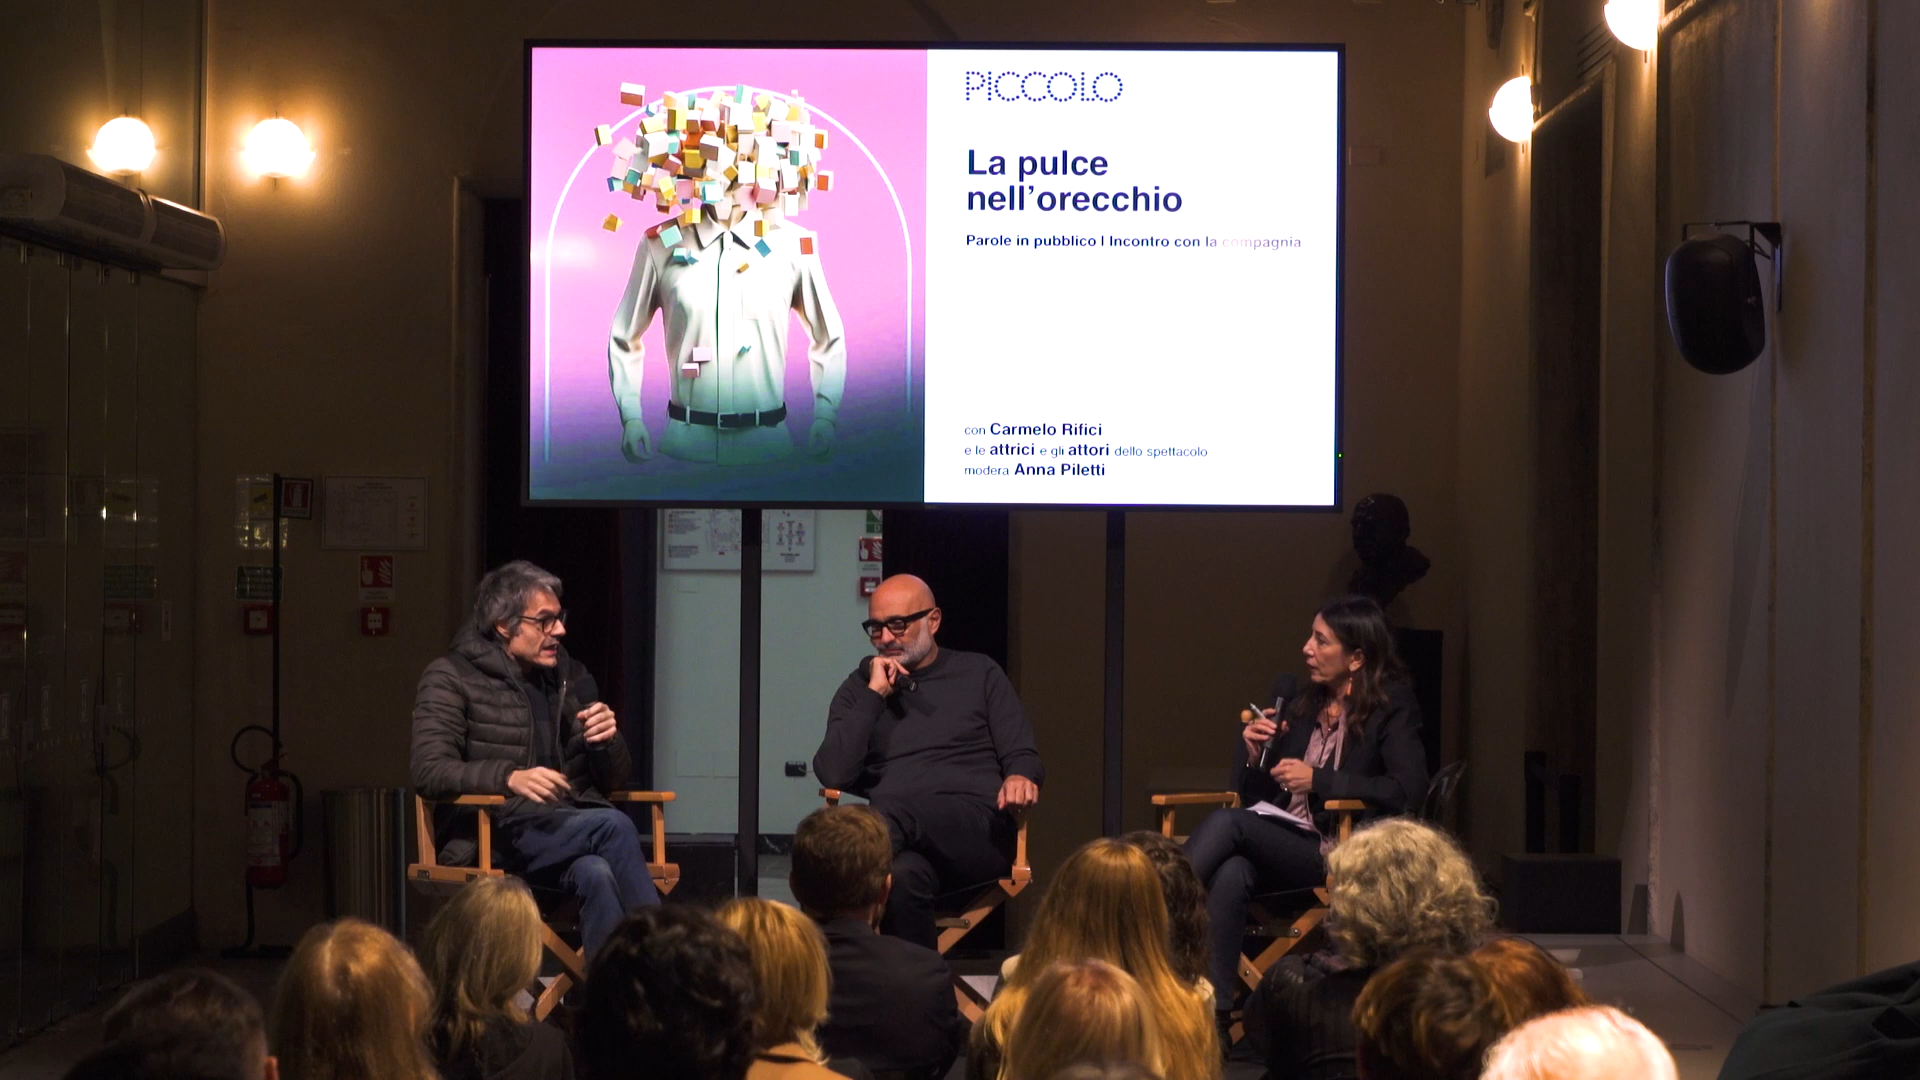 PICCOLO
La pulce
nell'orecchio
Parole in pubblico | Incontro con la compagnia
con Carmelo Rifici
e le attrici e gli attori dello spettacolo
modera Anna Piletti